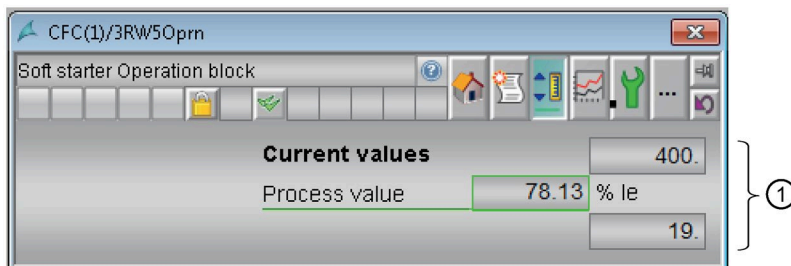 CFC(1)/3RW5Oprn
Soft starter Operation block
...
Current values 400.
Process value 78.13 % Ie
19.
1